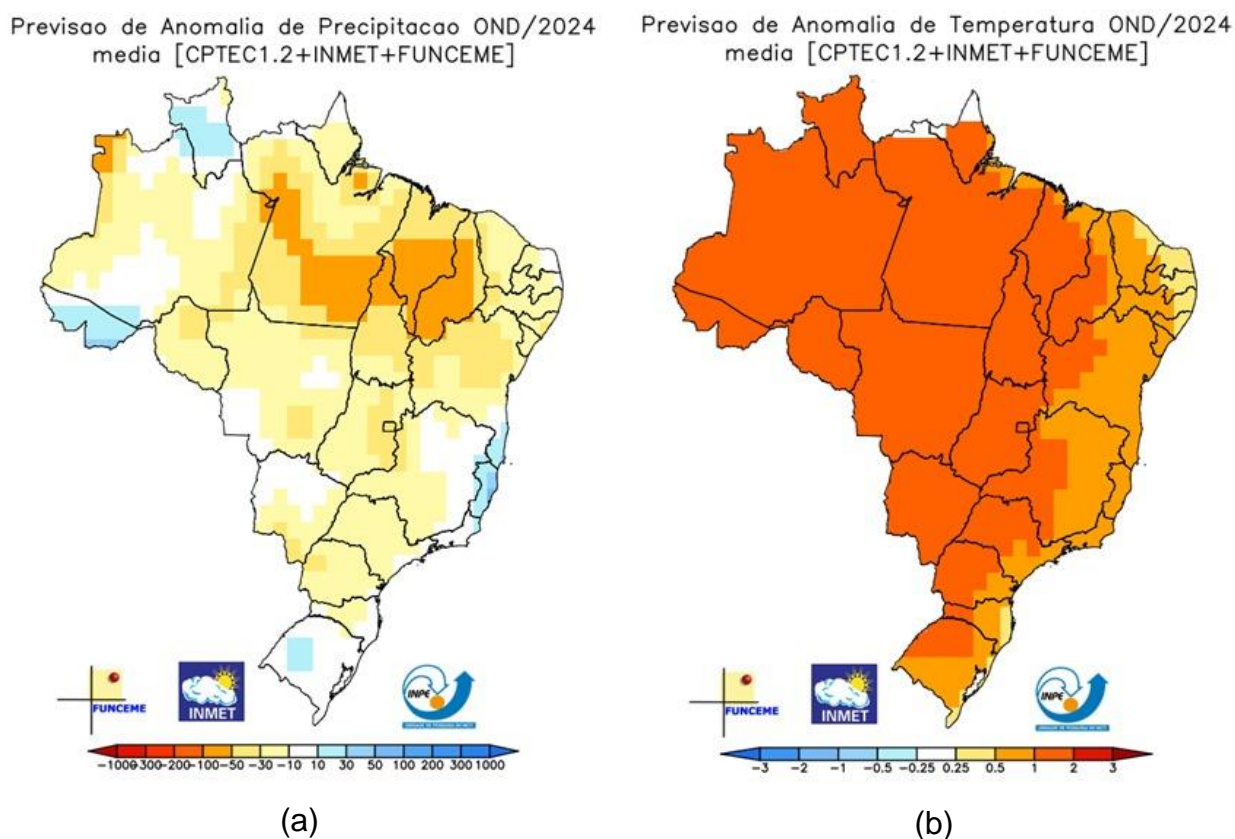 Previsao de Anomalia de Precipitacao OND/2024
media [CPTEC1.2+INMET+FUNCEME]
FUNCEME
INMET
INPE
-1000 -300 -200 -100 -50 -30 -10 10 30 50 100 200 300 1000
(a)
Previsao de Anomalia de Temperatura OND/2024
media [CPTEC1.2+INMET+FUNCEME]
FUNCEME
INMET
INPE
-3 -2 -1 -0.5 -0.25 0.25 0.5 1 2 3
(b)